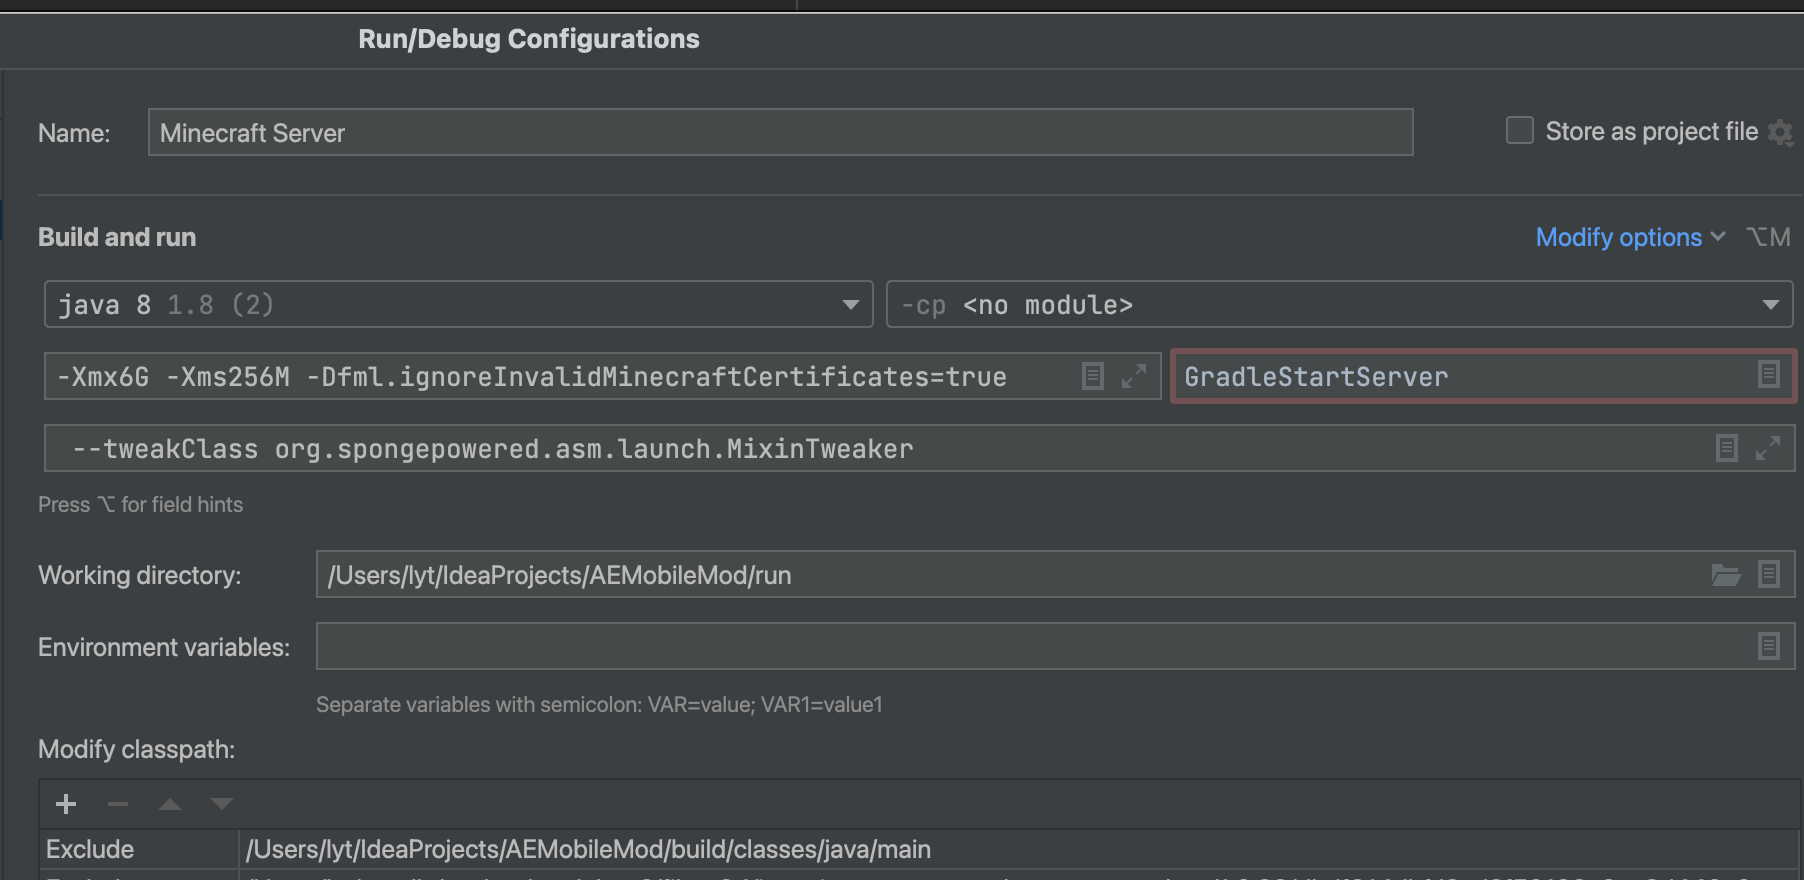 Run/Debug Configurations
Name: Minecraft Server Store as project file
Build and run Modify options ⌥M
java 8 1.8 (2) -cp <no module>
-Xmx6G -Xms256M -Dfml.ignoreInvalidMinecraftCertificates=true GradleStartServer
--tweakClass org.spongepowered.asm.launch.MixinTweaker
Press ⌥ for field hints
Working directory: /Users/lyt/IdeaProjects/AEMobileMod/run
Environment variables:
Separate variables with semicolon: VAR=value; VAR1=value1
Modify classpath:
Exclude /Users/lyt/IdeaProjects/AEMobileMod/build/classes/java/main